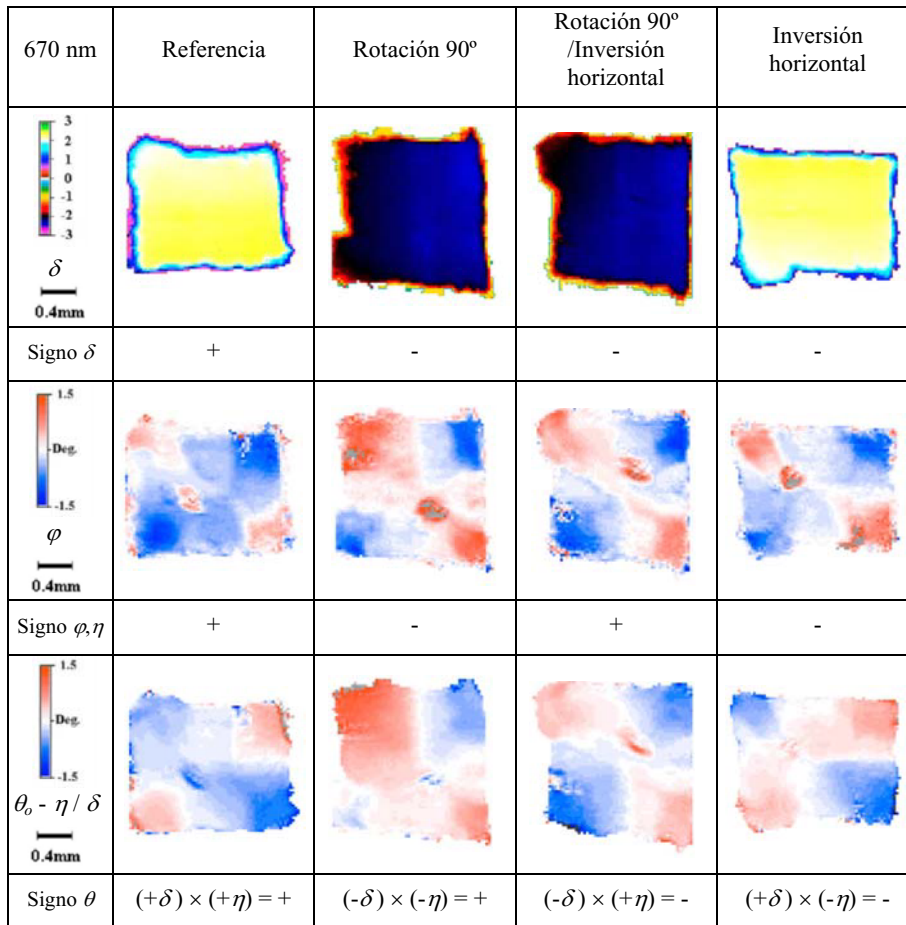 670 nm
Referencia
Rotación 90º
Rotación 90º
/Inversión
horizontal
Inversión
horizontal
3
2
1
0
-1
-2
-3
δ
0.4mm
Signo δ
+
-
-
-
1.5
Deg.
-1.5
φ
0.4mm
Signo φ,η
+
-
+
-
1.5
Deg.
-1.5
θo - η / δ
0.4mm
Signo θ
(+δ) × (+η) = +
(-δ) × (-η) = +
(-δ) × (+η) = -
(+δ) × (-η) = -